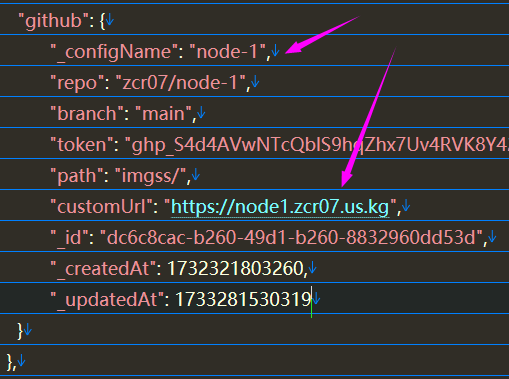 "github": {
"_configName": "node-1",
"repo": "zcr07/node-1",
"branch": "main",
"token":
"path": "imgss/",
"customUrl": "https://node1.zcr07.us.kg",
"_id": "dc6c8cac-b260-49d1-b260-8832960dd53d",
"_createdAt": 1732321803260,
"_updatedAt": 1733281530319
}
},